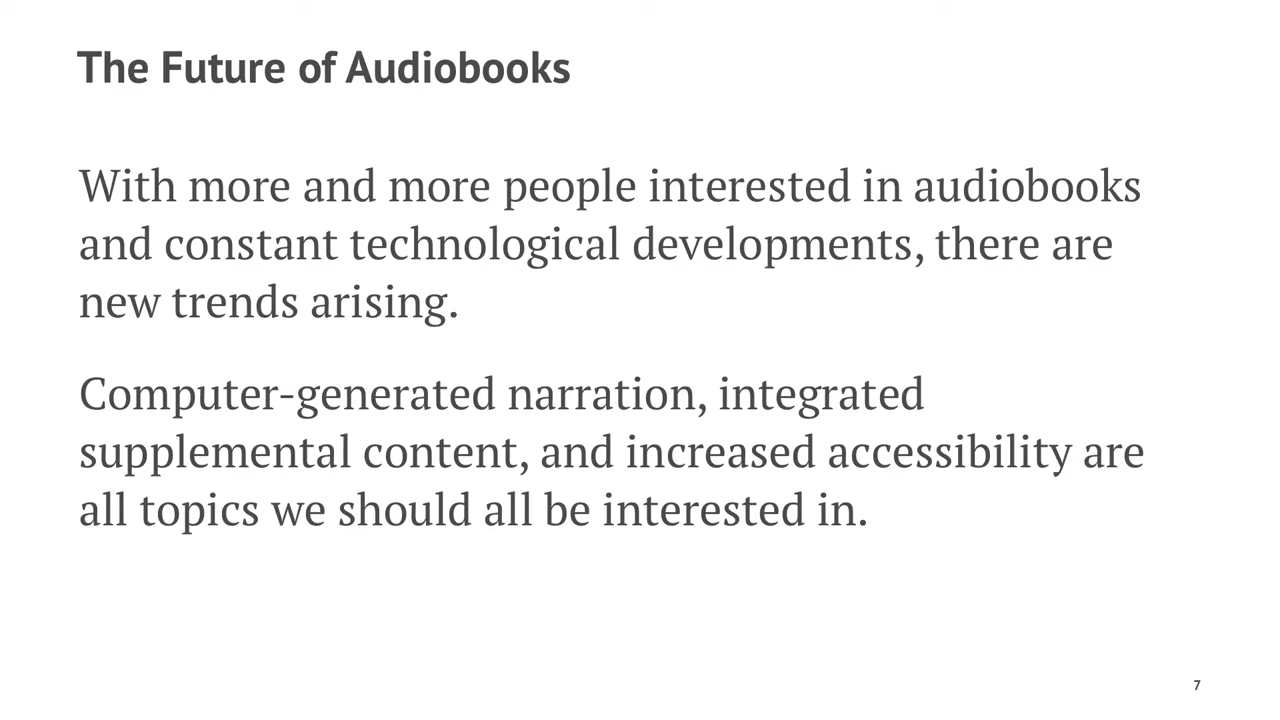 The Future of Audiobooks
With more and more people interested in audiobooks
and constant technological developments, there are
new trends arising.
Computer-generated narration, integrated
supplemental content, and increased accessibility are
all topics we should all be interested in.
7